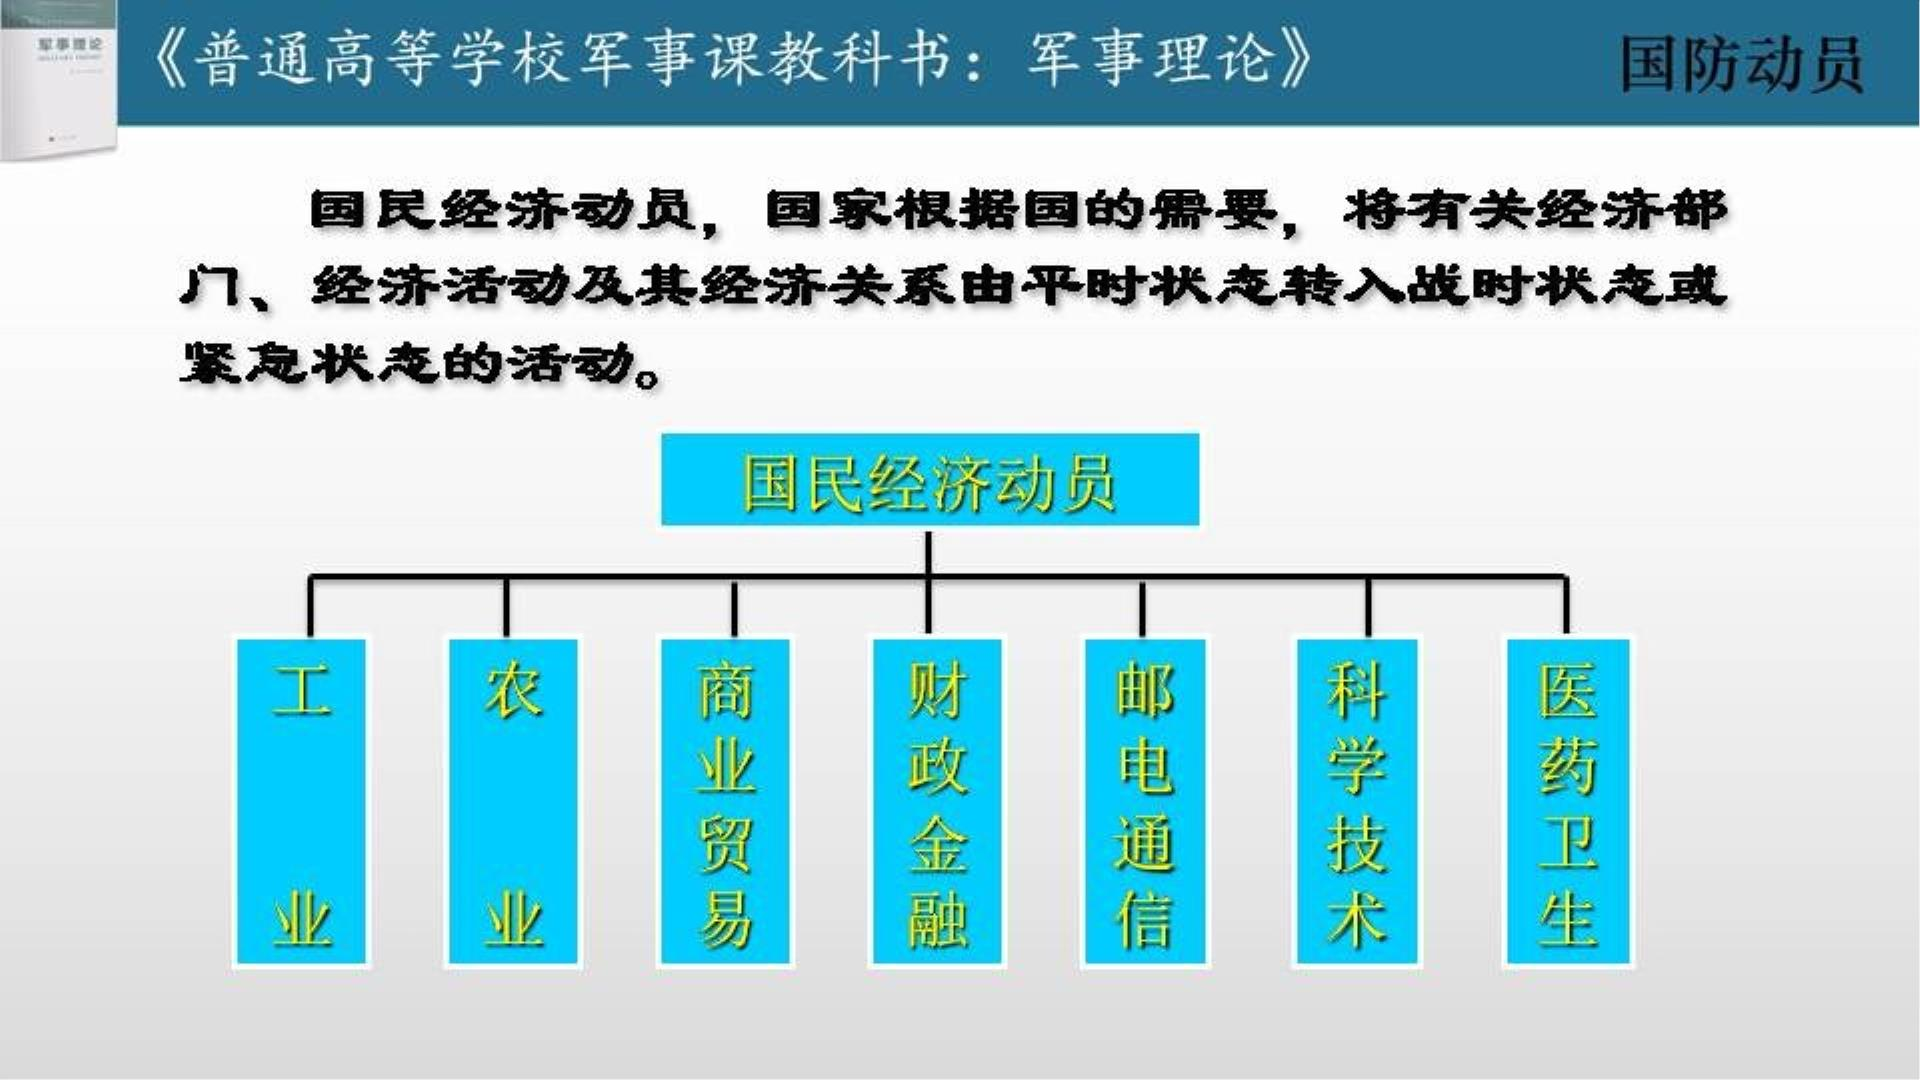 军事理论
《普通高等学校军事课教科书：军事理论》
国防动员
国民经济动员，国家根据国的需要，将有关经济部
门、经济活动及其经济关系由平时状态转入战时状态或
紧急状态的活动。
国民经济动员
工业
农业
商业贸易
财政金融
邮电通信
科学技术
医药卫生